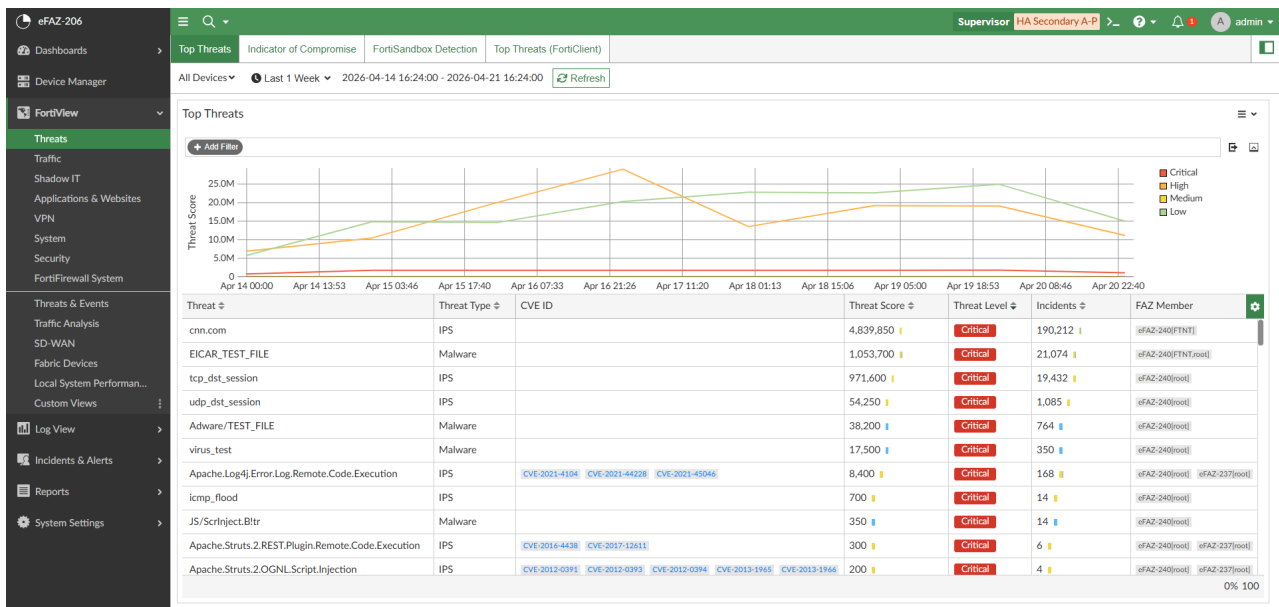 eFAZ-206
Supervisor HA Secondary A-P >_ ? 1 A admin
Dashboards
Device Manager
FortiView
Threats
Traffic
Shadow IT
Applications & Websites
VPN
System
Security
FortiFirewall System
Threats & Events
Traffic Analysis
SD-WAN
Fabric Devices
Local System Performan...
Custom Views
Log View
Incidents & Alerts
Reports
System Settings
Top Threats Indicator of Compromise FortiSandbox Detection Top Threats (FortiClient)
All Devices Last 1 Week 2026-04-14 16:24:00 - 2026-04-21 16:24:00 Refresh
Top Threats
+ Add Filter
Threat Score
25.0M
20.0M
15.0M
10.0M
5.0M
0
Apr 14 00:00 Apr 14 13:53 Apr 15 03:46 Apr 15 17:40 Apr 16 07:33 Apr 16 21:26 Apr 17 11:20 Apr 18 01:13 Apr 18 15:06 Apr 19 05:00 Apr 19 18:53 Apr 20 08:46 Apr 20 22:40
Critical
High
Medium
Low
Threat Threat Type CVE ID Threat Score Threat Level Incidents FAZ Member
cnn.com IPS 4,839,850 Critical 190,212 eFAZ-240[FTNT]
EICAR_TEST_FILE Malware 1,053,700 Critical 21,074 eFAZ-240[FTNT,root]
tcp_dst_session IPS 971,600 Critical 19,432 eFAZ-240[root]
udp_dst_session IPS 54,250 Critical 1,085 eFAZ-240[root]
Adware/TEST_FILE Malware 38,200 Critical 764 eFAZ-240[root]
virus_test Malware 17,500 Critical 350 eFAZ-240[root]
Apache.Log4j.Error.Log.Remote.Code.Execution IPS CVE-2021-4104 CVE-2021-44228 CVE-2021-45046 8,400 Critical 168 eFAZ-240[root] eFAZ-237[root]
icmp_flood IPS 700 Critical 14 eFAZ-240[root]
JS/ScrInject.B!tr Malware 350 Critical 14 eFAZ-240[root]
Apache.Struts.2.REST.Plugin.Remote.Code.Execution IPS CVE-2016-4438 CVE-2017-12611 300 Critical 6 eFAZ-240[root] eFAZ-237[root]
Apache.Struts.2.OGNL.Script.Injection IPS CVE-2012-0391 CVE-2012-0393 CVE-2012-0394 CVE-2013-1965 CVE-2013-1966 200 Critical 4 eFAZ-240[root] eFAZ-237[root]
0% 100